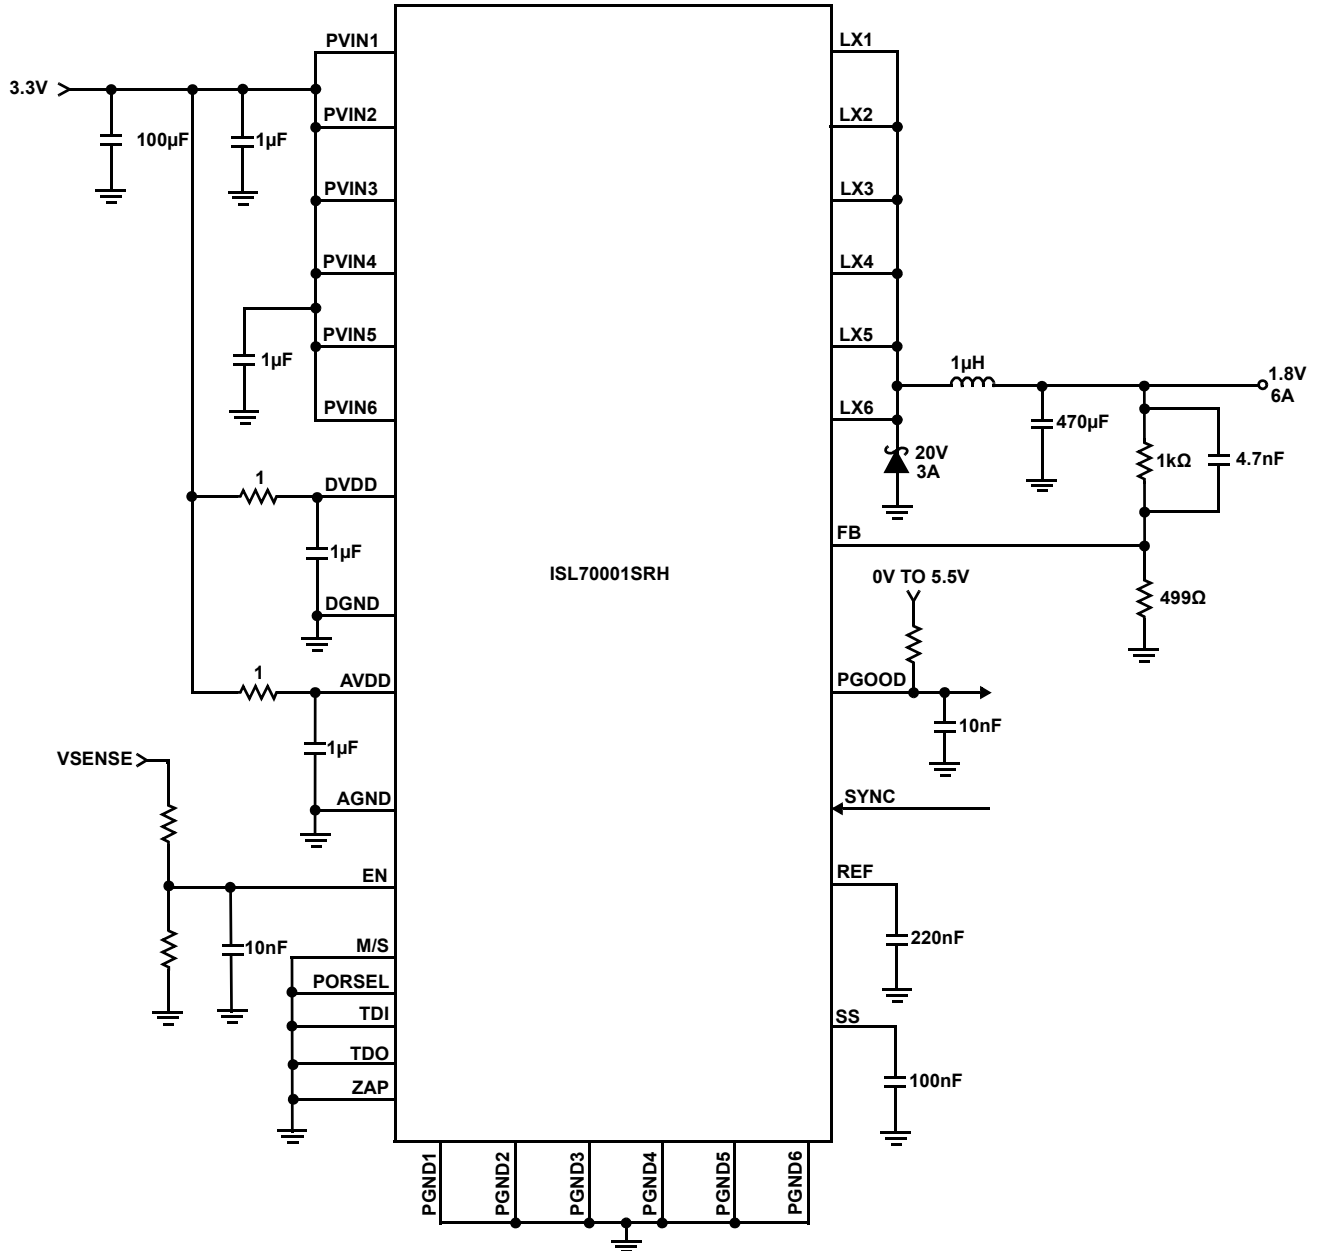 PVIN1
3.3V
100µF
1µF
PVIN2
PVIN3
PVIN4
PVIN5
1µF
PVIN6
1
DVDD
1µF
DGND
1
AVDD
1µF
VSENSE
AGND
EN
10nF
M/S
PORSEL
TDI
TDO
ZAP
ISL70001SRH
LX1
LX2
LX3
LX4
LX5
LX6
1µH
1.8V
6A
470µF
20V
3A
1kΩ
4.7nF
FB
499Ω
0V TO 5.5V
PGOOD
10nF
SYNC
REF
220nF
SS
100nF
PGND1
PGND2
PGND3
PGND4
PGND5
PGND6